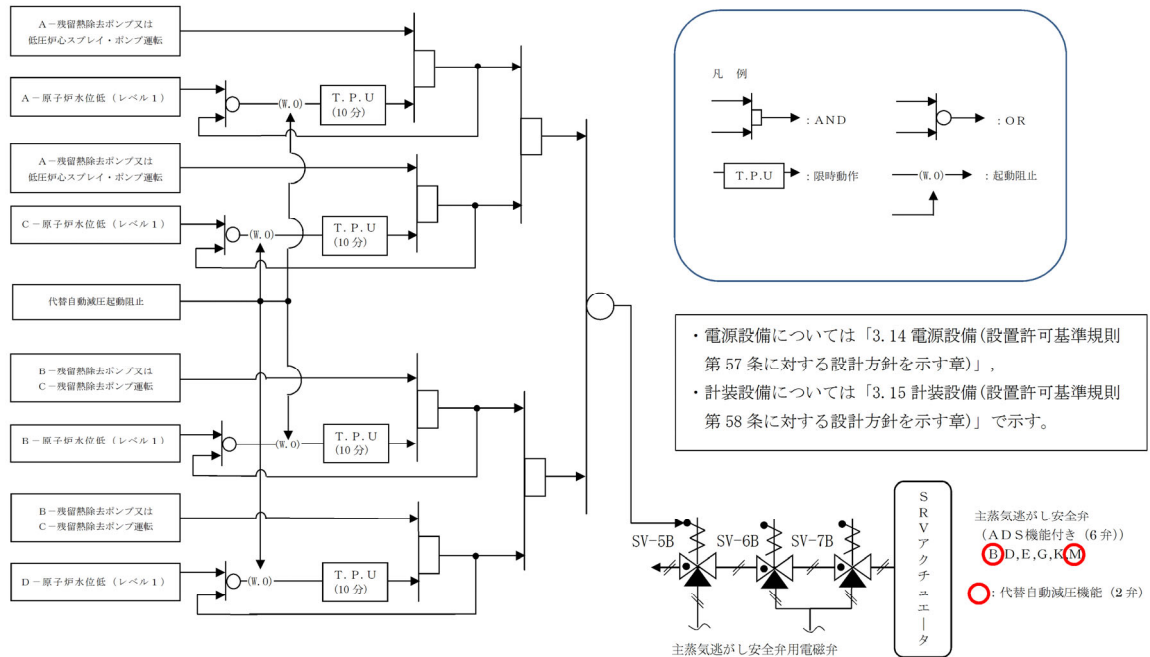 A－残留熱除去ポンプ又は
低圧炉心スプレイ・ポンプ運転
A－原子炉水位低（レベル１）
(W.O)
T.P.U
(10分)
A－残留熱除去ポンプ又は
低圧炉心スプレイ・ポンプ運転
C－原子炉水位低（レベル１）
(W.O)
T.P.U
(10分)
代替自動減圧起動阻止
B－残留熱除去ポンプ又は
C－残留熱除去ポンプ運転
B－原子炉水位低（レベル１）
(W.O)
T.P.U
(10分)
B－残留熱除去ポンプ又は
C－残留熱除去ポンプ運転
D－原子炉水位低（レベル１）
(W.O)
T.P.U
(10分)
凡　例
：AND
：OR
T.P.U
：限時動作
(W.O)
：起動阻止
・電源設備については「3.14 電源設備(設置許可基準規則
第57条に対する設計方針を示す章)」,
・計装設備については「3.15 計装設備(設置許可基準規則
第58条に対する設計方針を示す章)」で示す。
SV-5B
SV-6B
SV-7B
主蒸気逃がし安全弁用電磁弁
SRVアクチュエータ
主蒸気逃がし安全弁
（ADS機能付き（6弁））
B,D,E,G,K,M
：代替自動減圧機能（2弁）